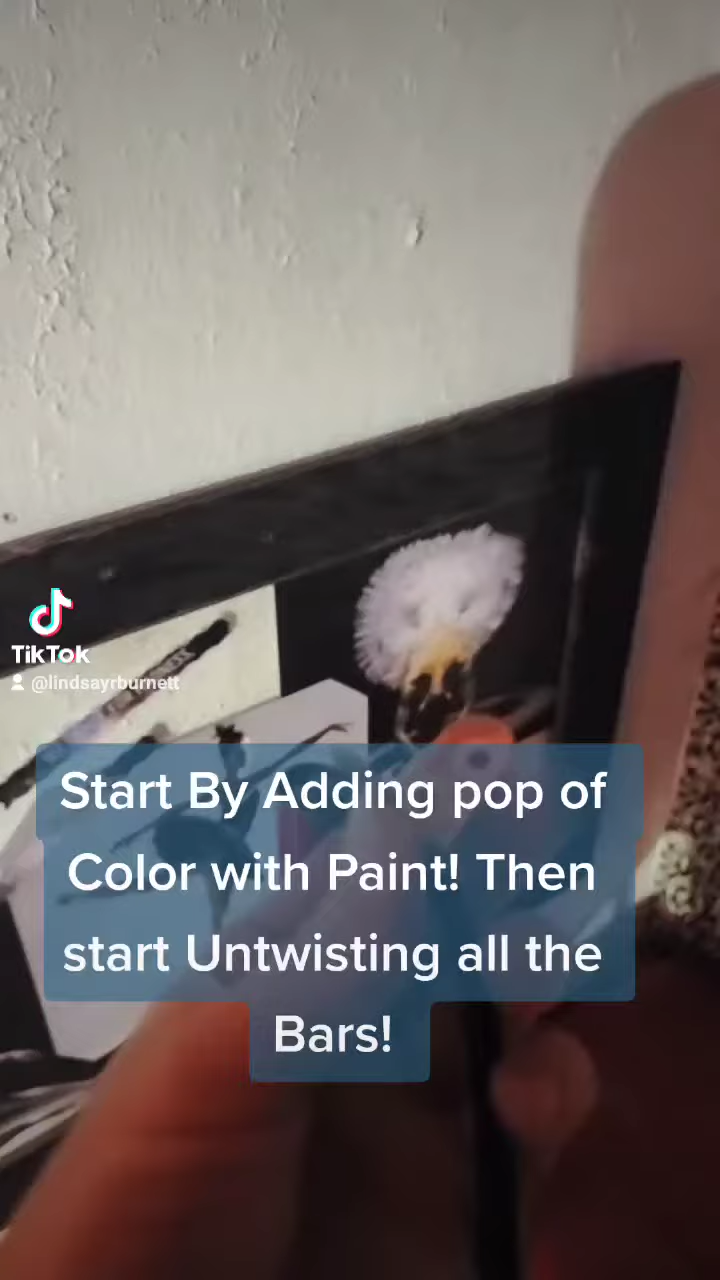 TikTok
@lindsayrburnett
Start By Adding pop of
Color with Paint! Then
start Untwisting all the
Bars!